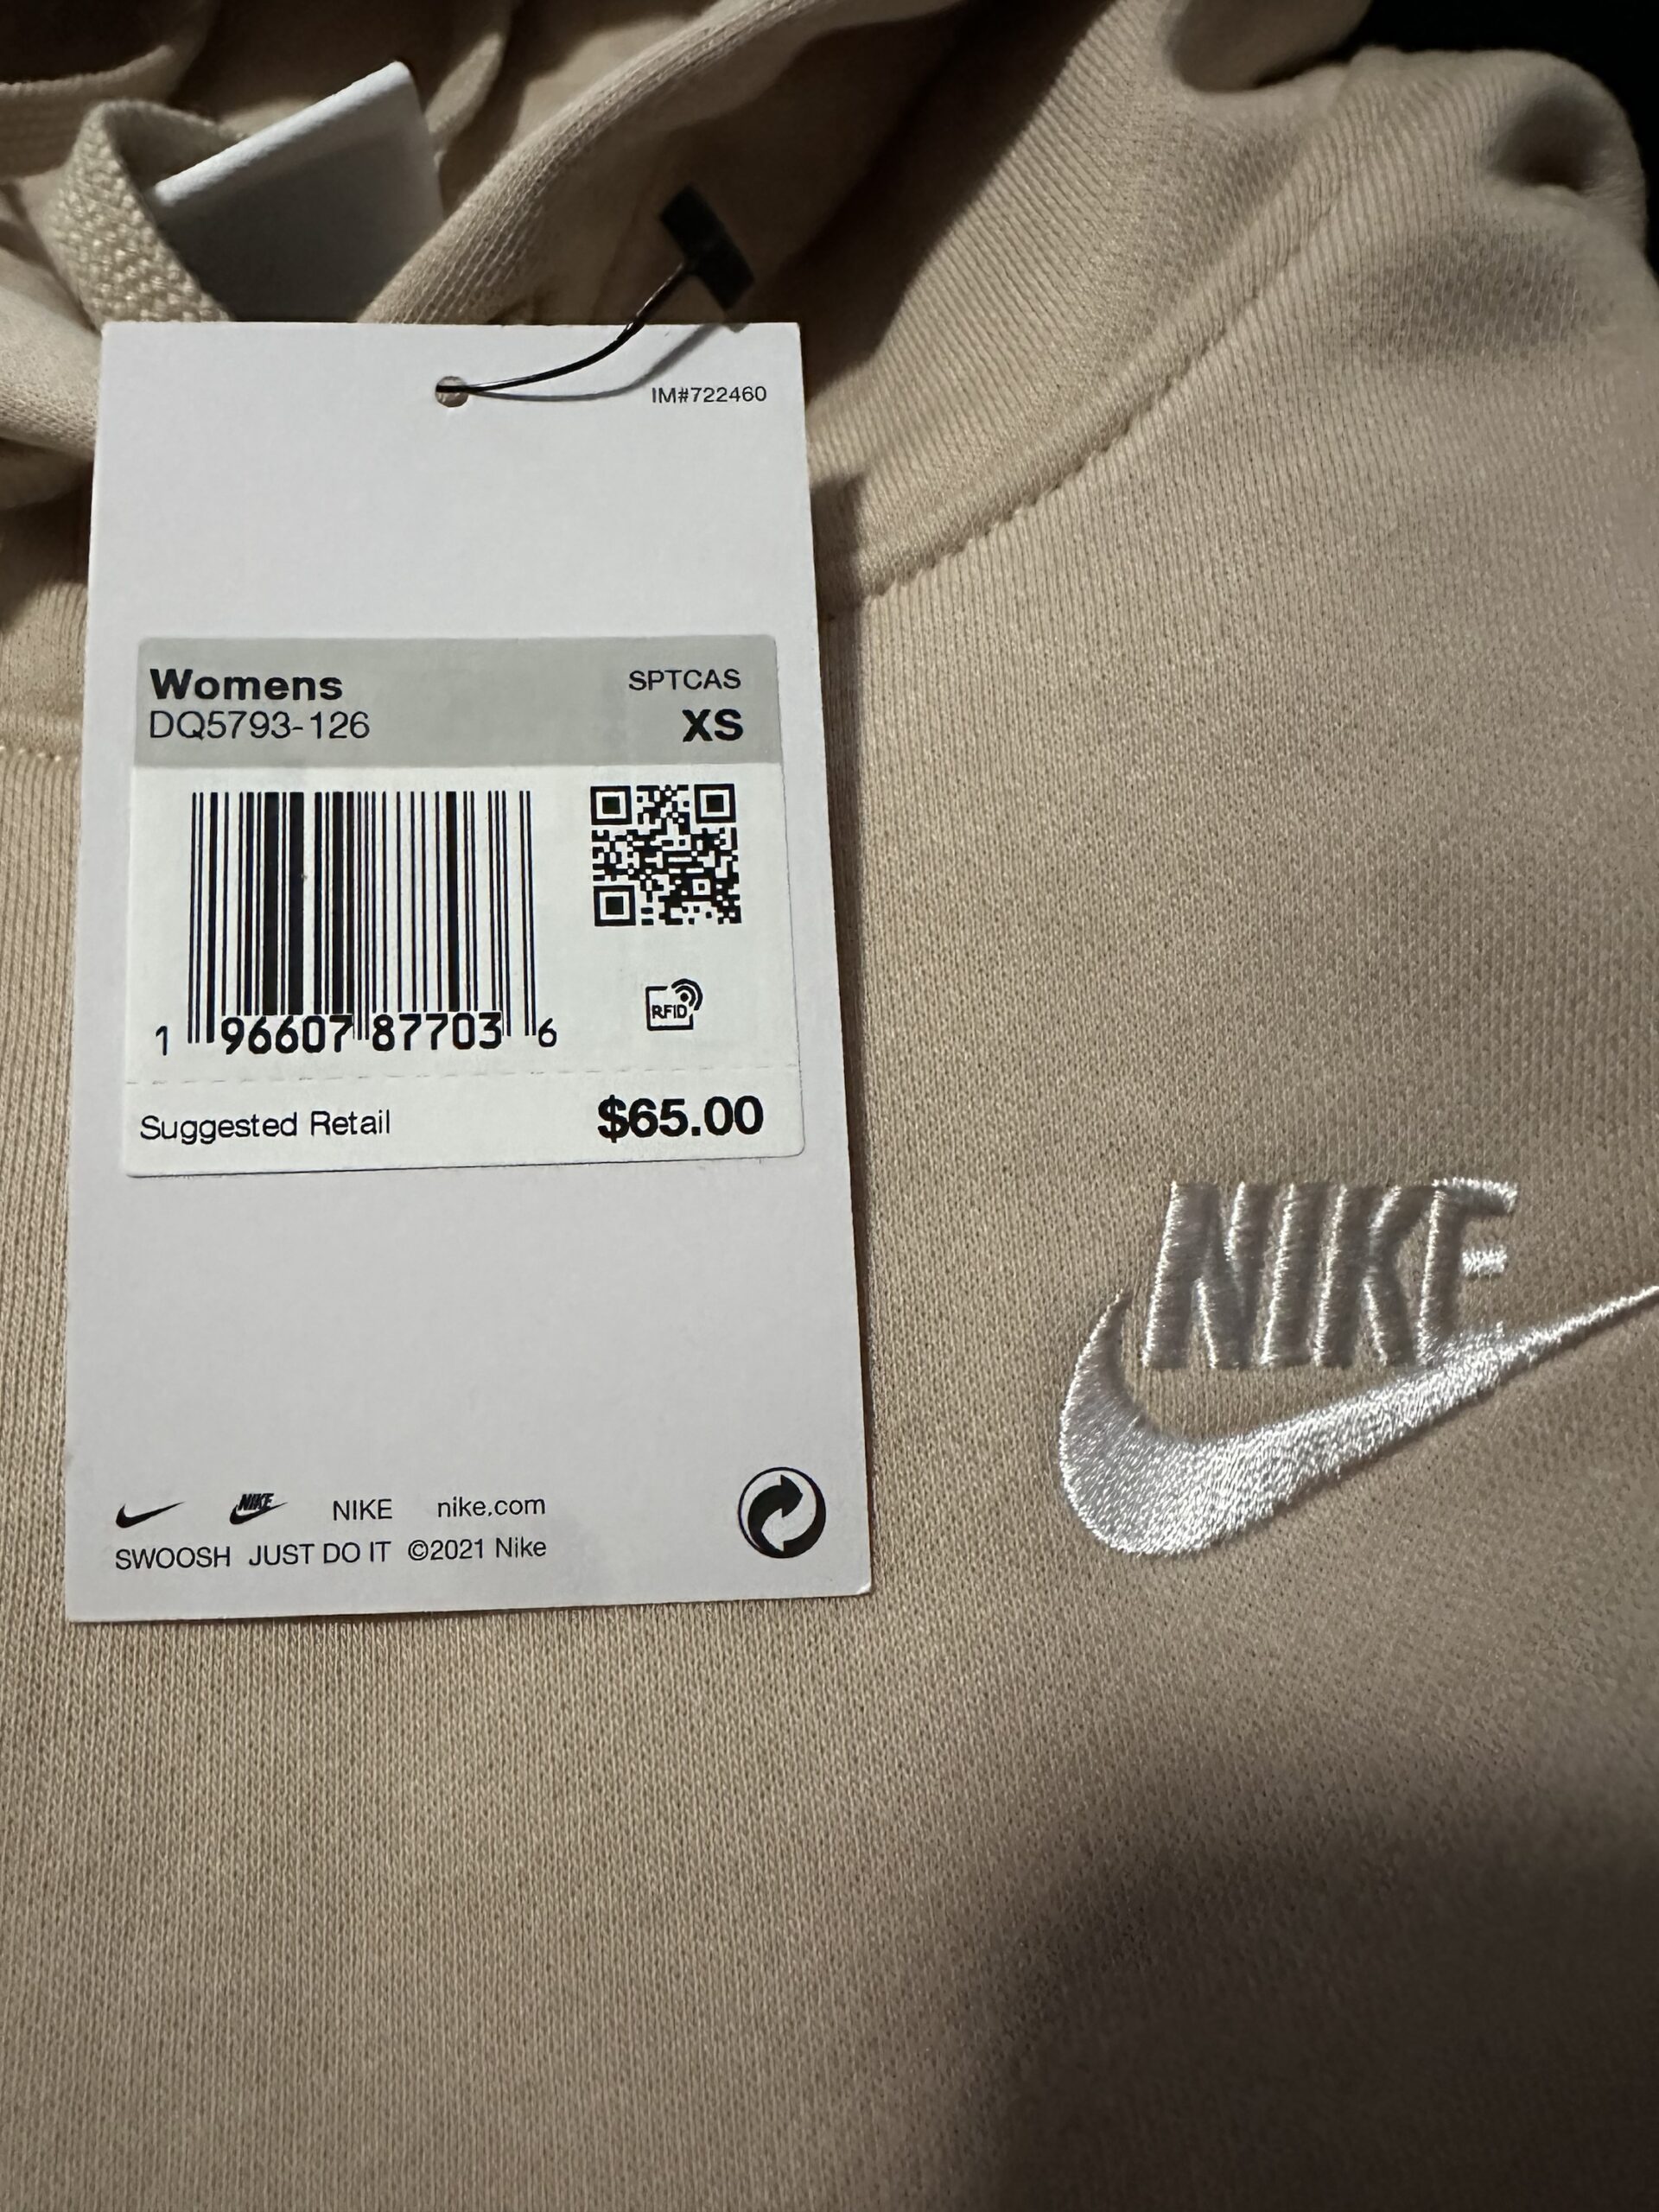 IM#722460
Womens SPTCAS
DQ5793-126 XS
1 96607 87703 6
RFID
Suggested Retail $65.00
NIKE
NIKE NIKE nike.com
SWOOSH JUST DO IT ©2021 Nike